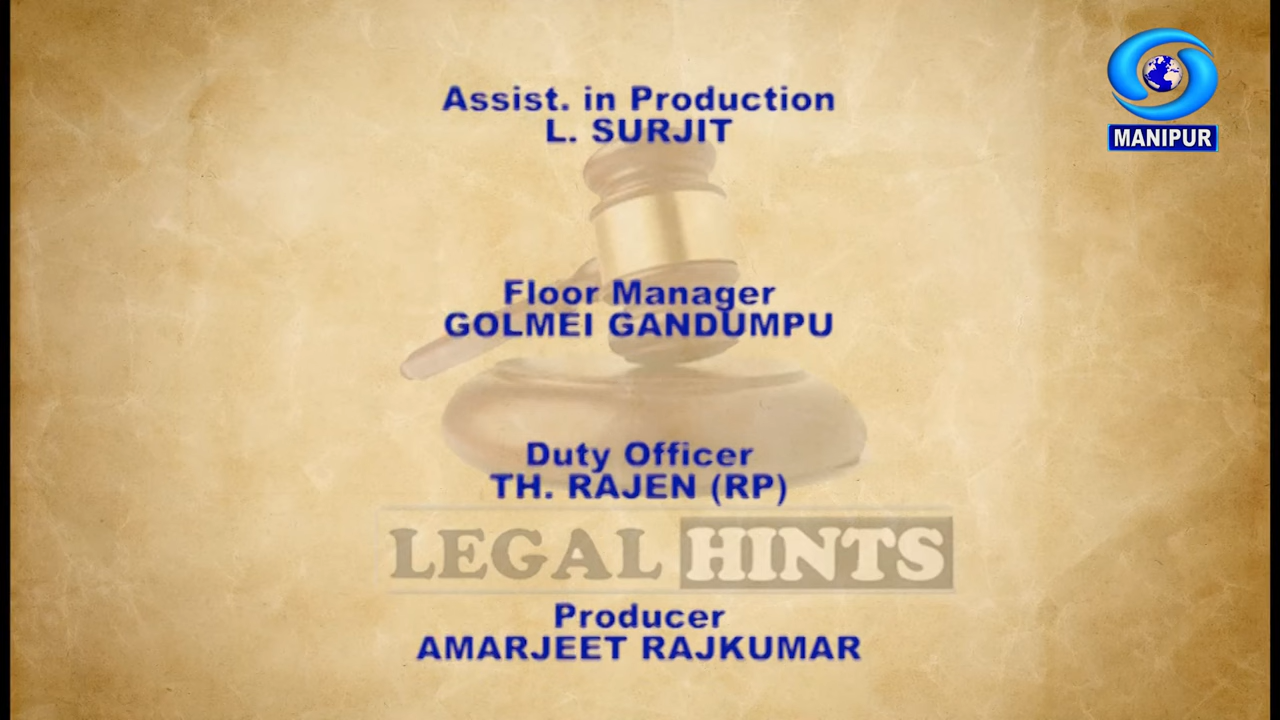 MANIPUR
Assist. in Production
L. SURJIT
Floor Manager
GOLMEI GANDUMPU
Duty Officer
TH. RAJEN (RP)
LEGAL HINTS
Producer
AMARJEET RAJKUMAR